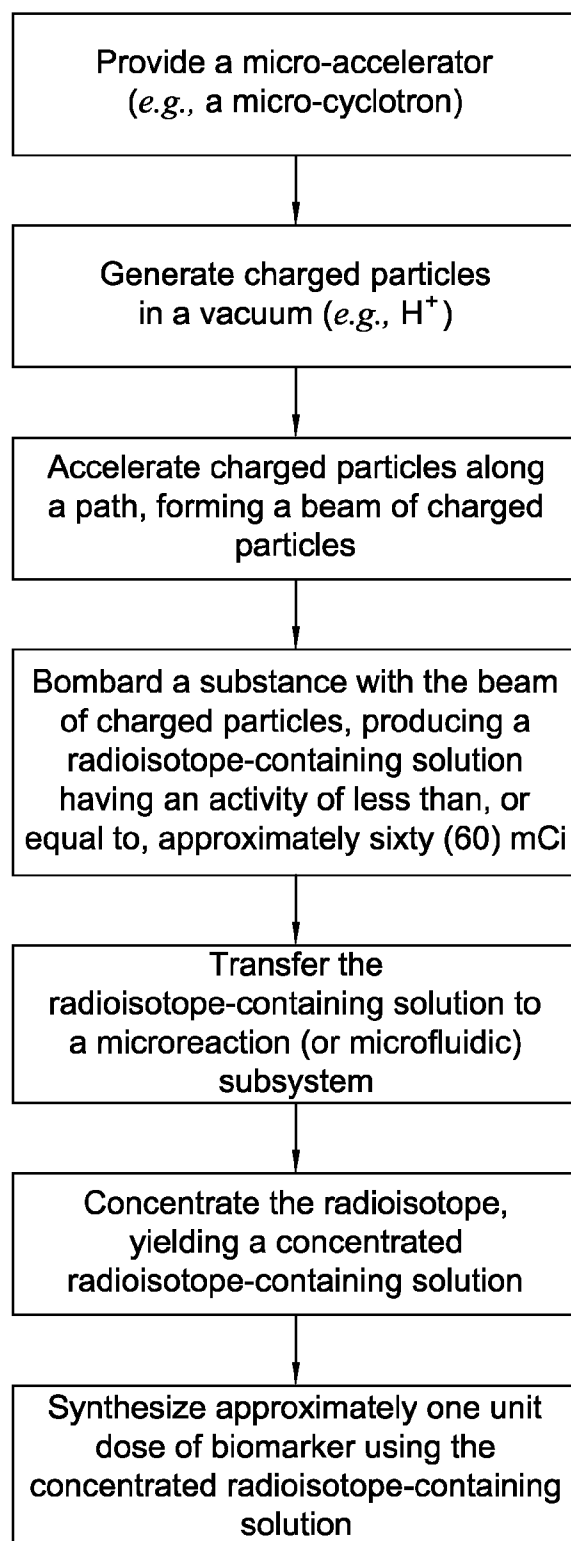 Provide a micro-accelerator
(e.g., a micro-cyclotron)
Generate charged particles
in a vacuum (e.g., H⁺)
Accelerate charged particles along
a path, forming a beam of charged
particles
Bombard a substance with the beam
of charged particles, producing a
radioisotope-containing solution
having an activity of less than, or
equal to, approximately sixty (60) mCi
Transfer the
radioisotope-containing solution to
a microreaction (or microfluidic)
subsystem
Concentrate the radioisotope,
yielding a concentrated
radioisotope-containing solution
Synthesize approximately one unit
dose of biomarker using the
concentrated radioisotope-containing
solution